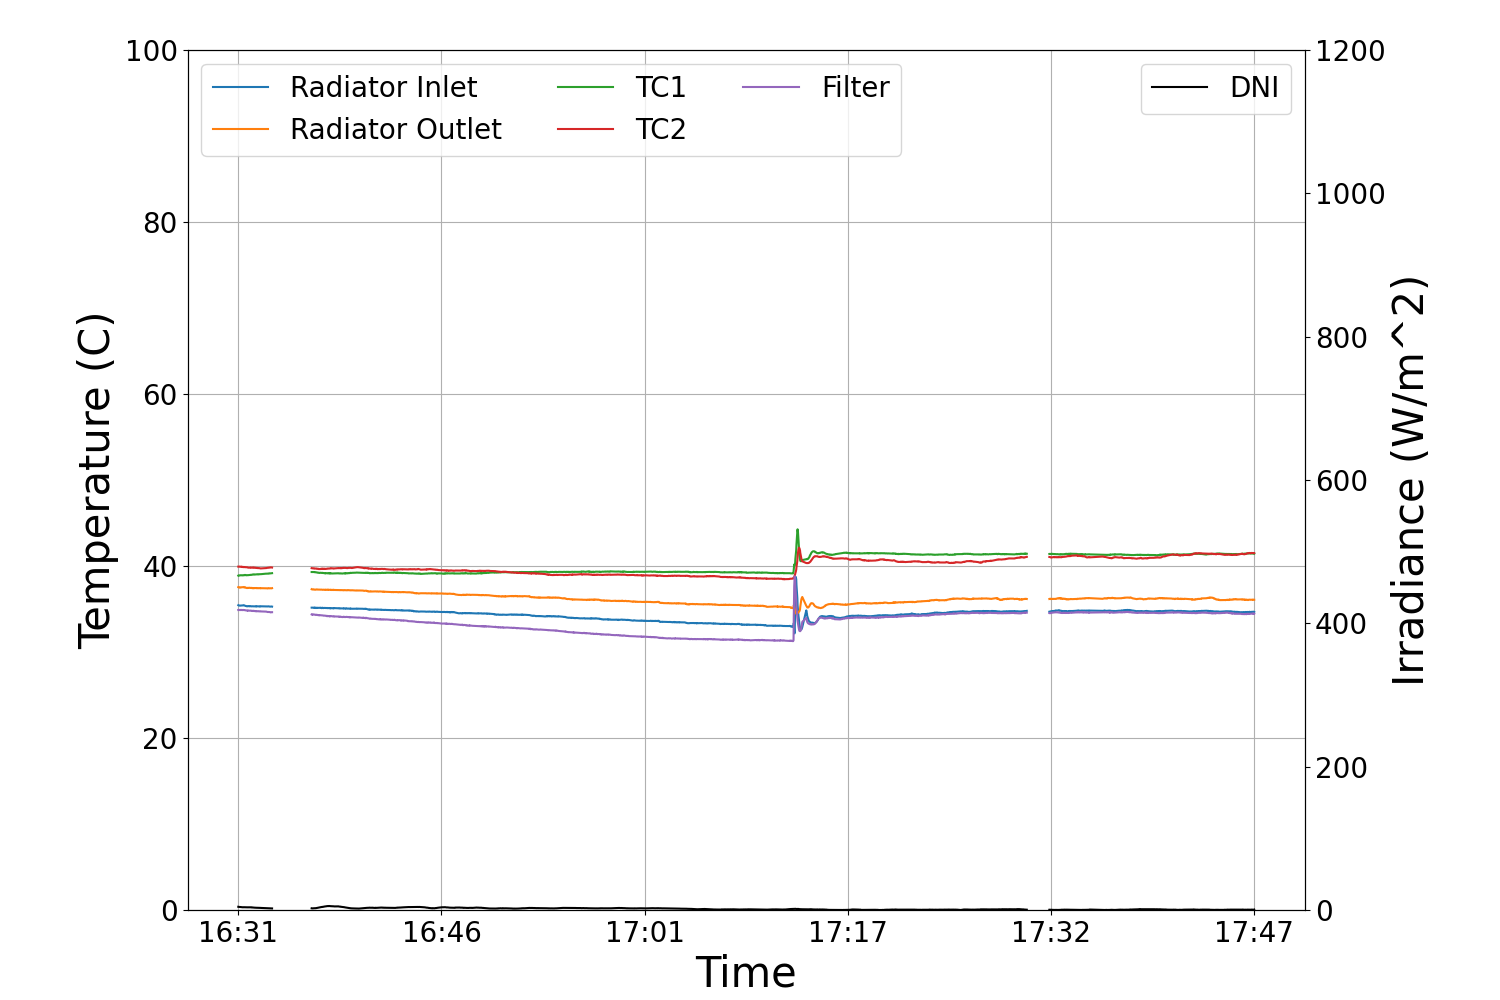 100
80
60
40
20
0
Temperature (C)
Radiator Inlet
Radiator Outlet
TC1
TC2
Filter
DNI
1200
1000
800
600
400
200
0
Irradiance (W/m^2)
16:31 16:46 17:01 17:17 17:32 17:47
Time